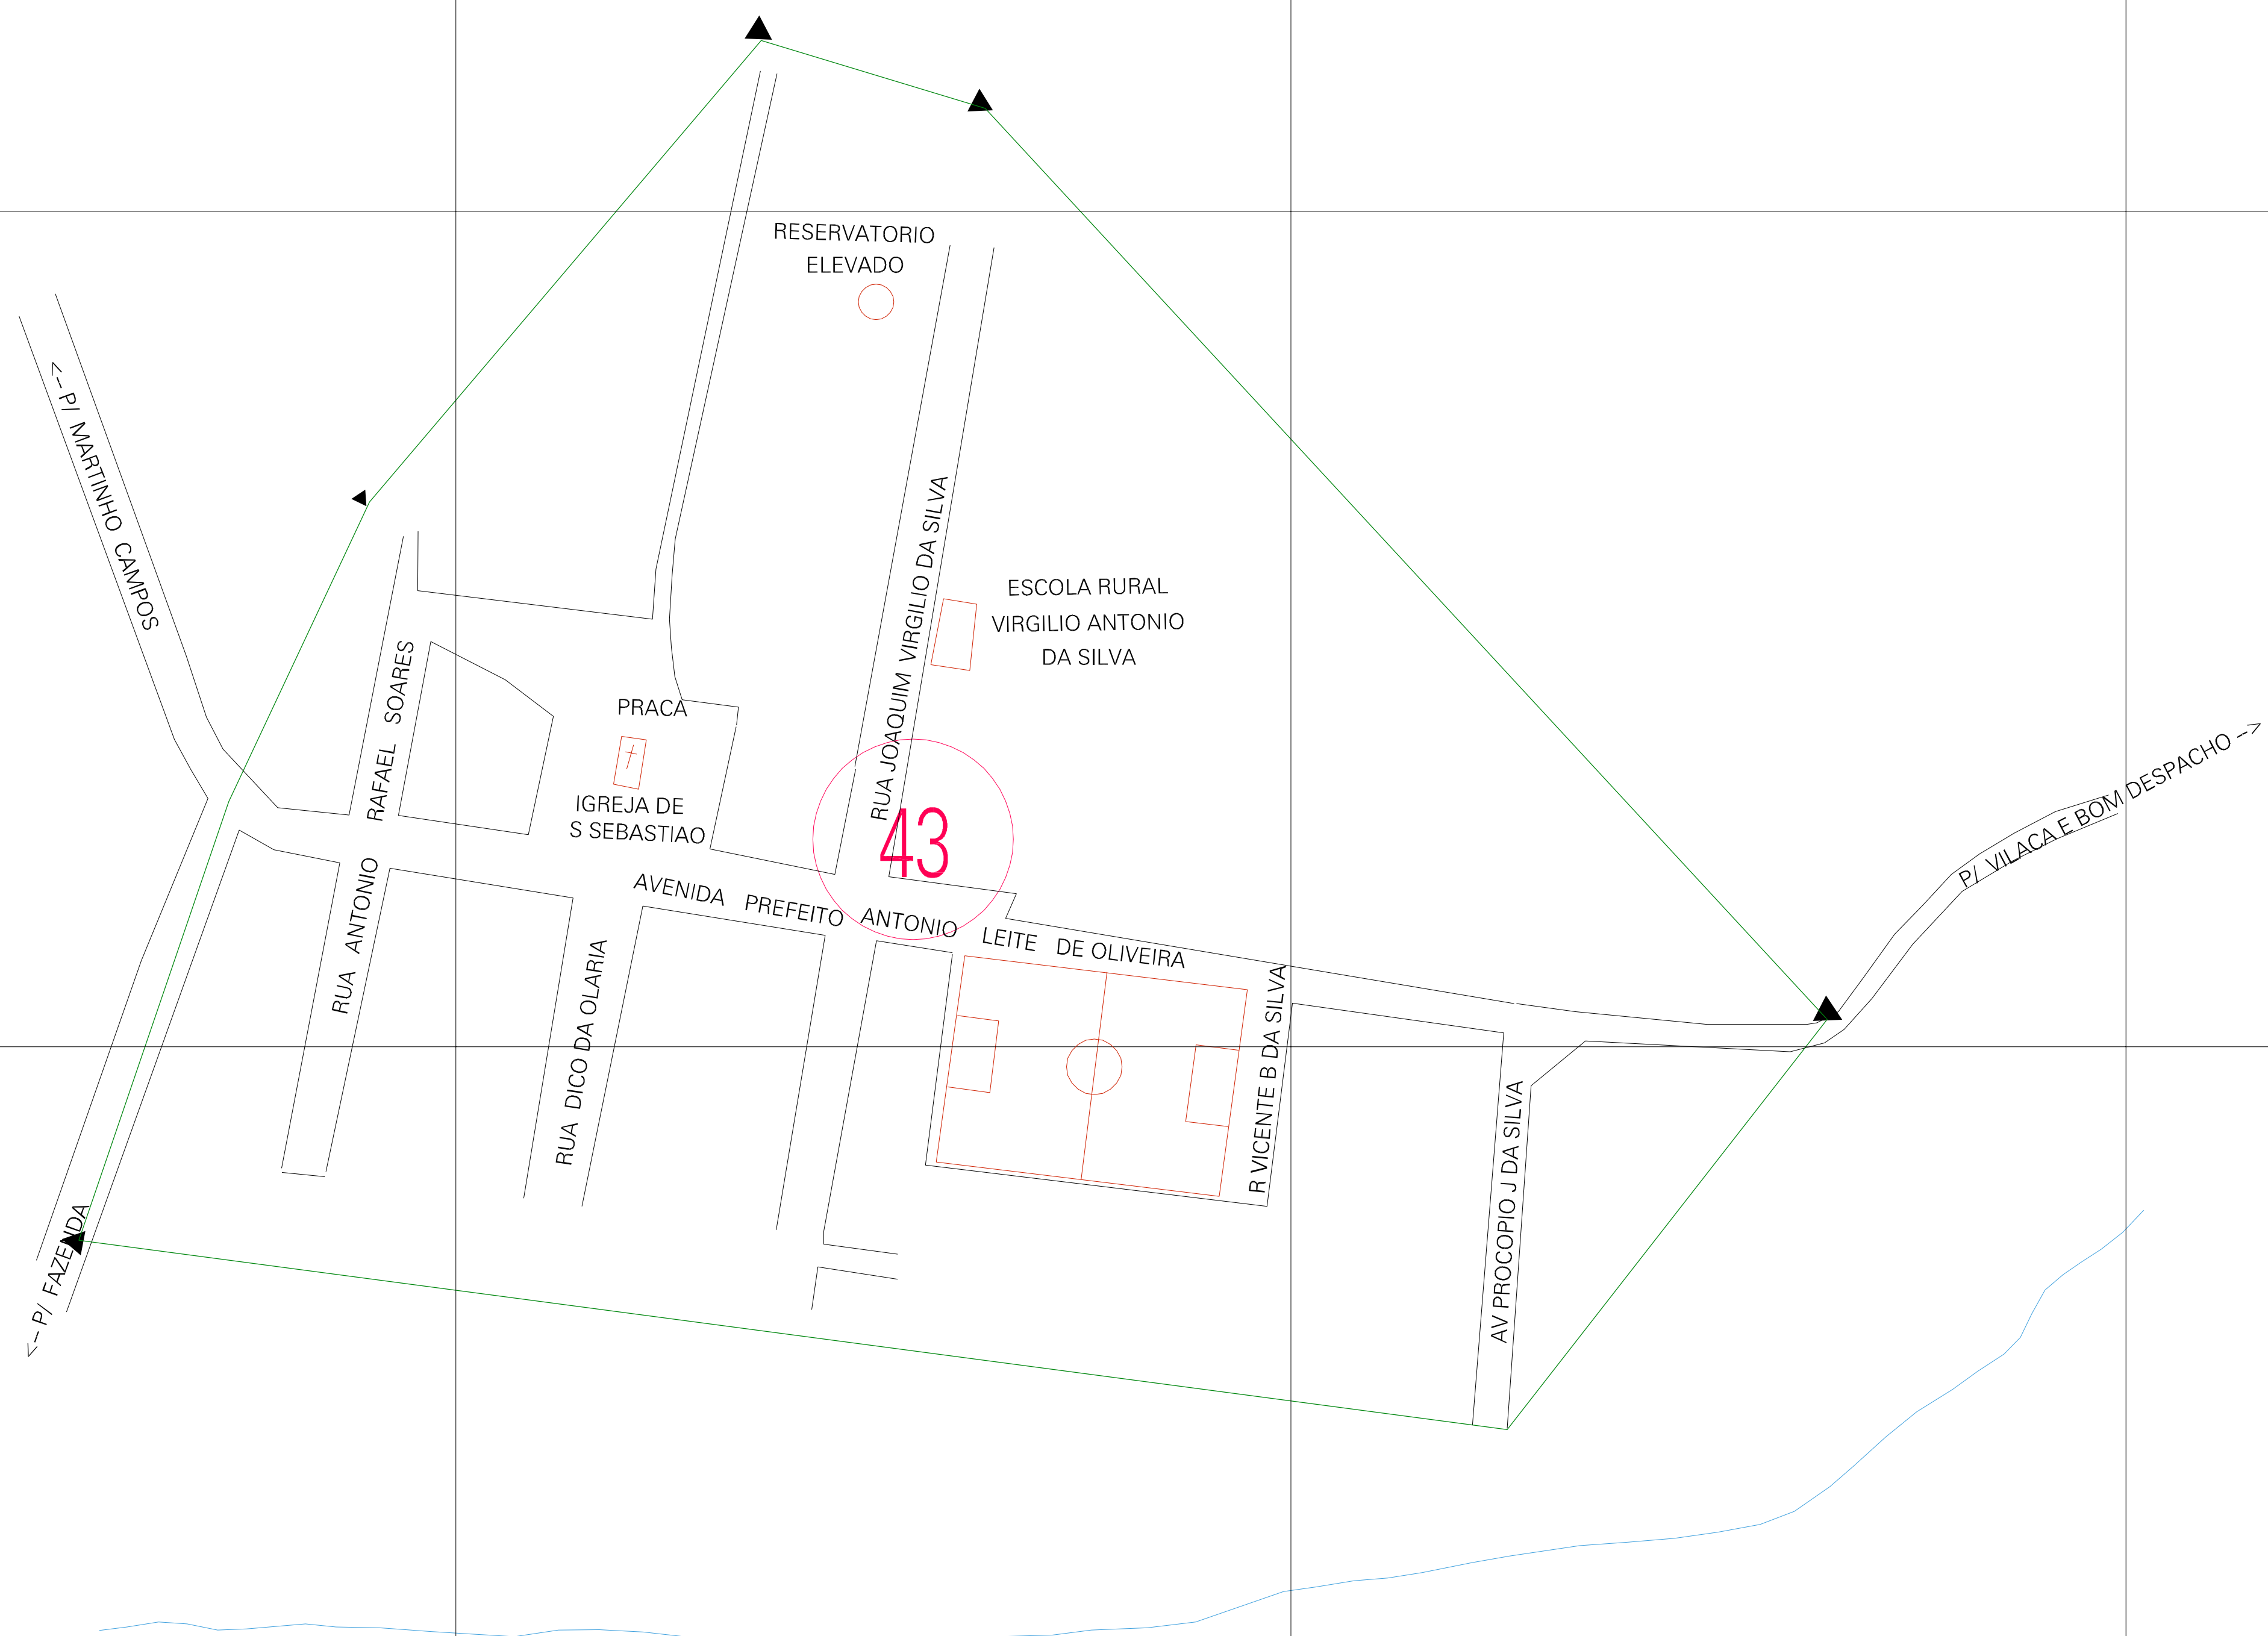 RESERVATORIO
ELEVADO
<-- P/ MARTINHO CAMPOS
RUA JOAQUIM VIRGILIO DA SILVA
ESCOLA RURAL
VIRGILIO ANTONIO
DA SILVA
RUA ANTONIO RAFAEL SOARES
PRACA
IGREJA DE
S SEBASTIAO
43
P/ VILACA E BOM DESPACHO -->
AVENIDA PREFEITO ANTONIO LEITE DE OLIVEIRA
RUA DICO DA OLARIA
R VICENTE B DA SILVA
AV PROCOPIO J DA SILVA
<-- P/ FAZENDA